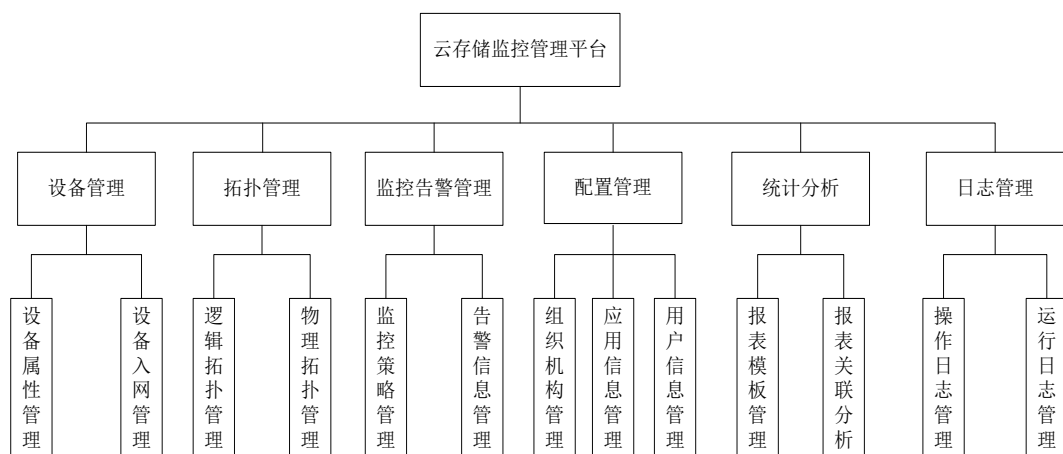 云存储监控管理平台
设备管理
拓扑管理
监控告警管理
配置管理
统计分析
日志管理
设备属性管理
设备入网管理
逻辑拓扑管理
物理拓扑管理
监控策略管理
告警信息管理
组织机构管理
应用信息管理
用户信息管理
报表模板管理
报表关联分析
操作日志管理
运行日志管理